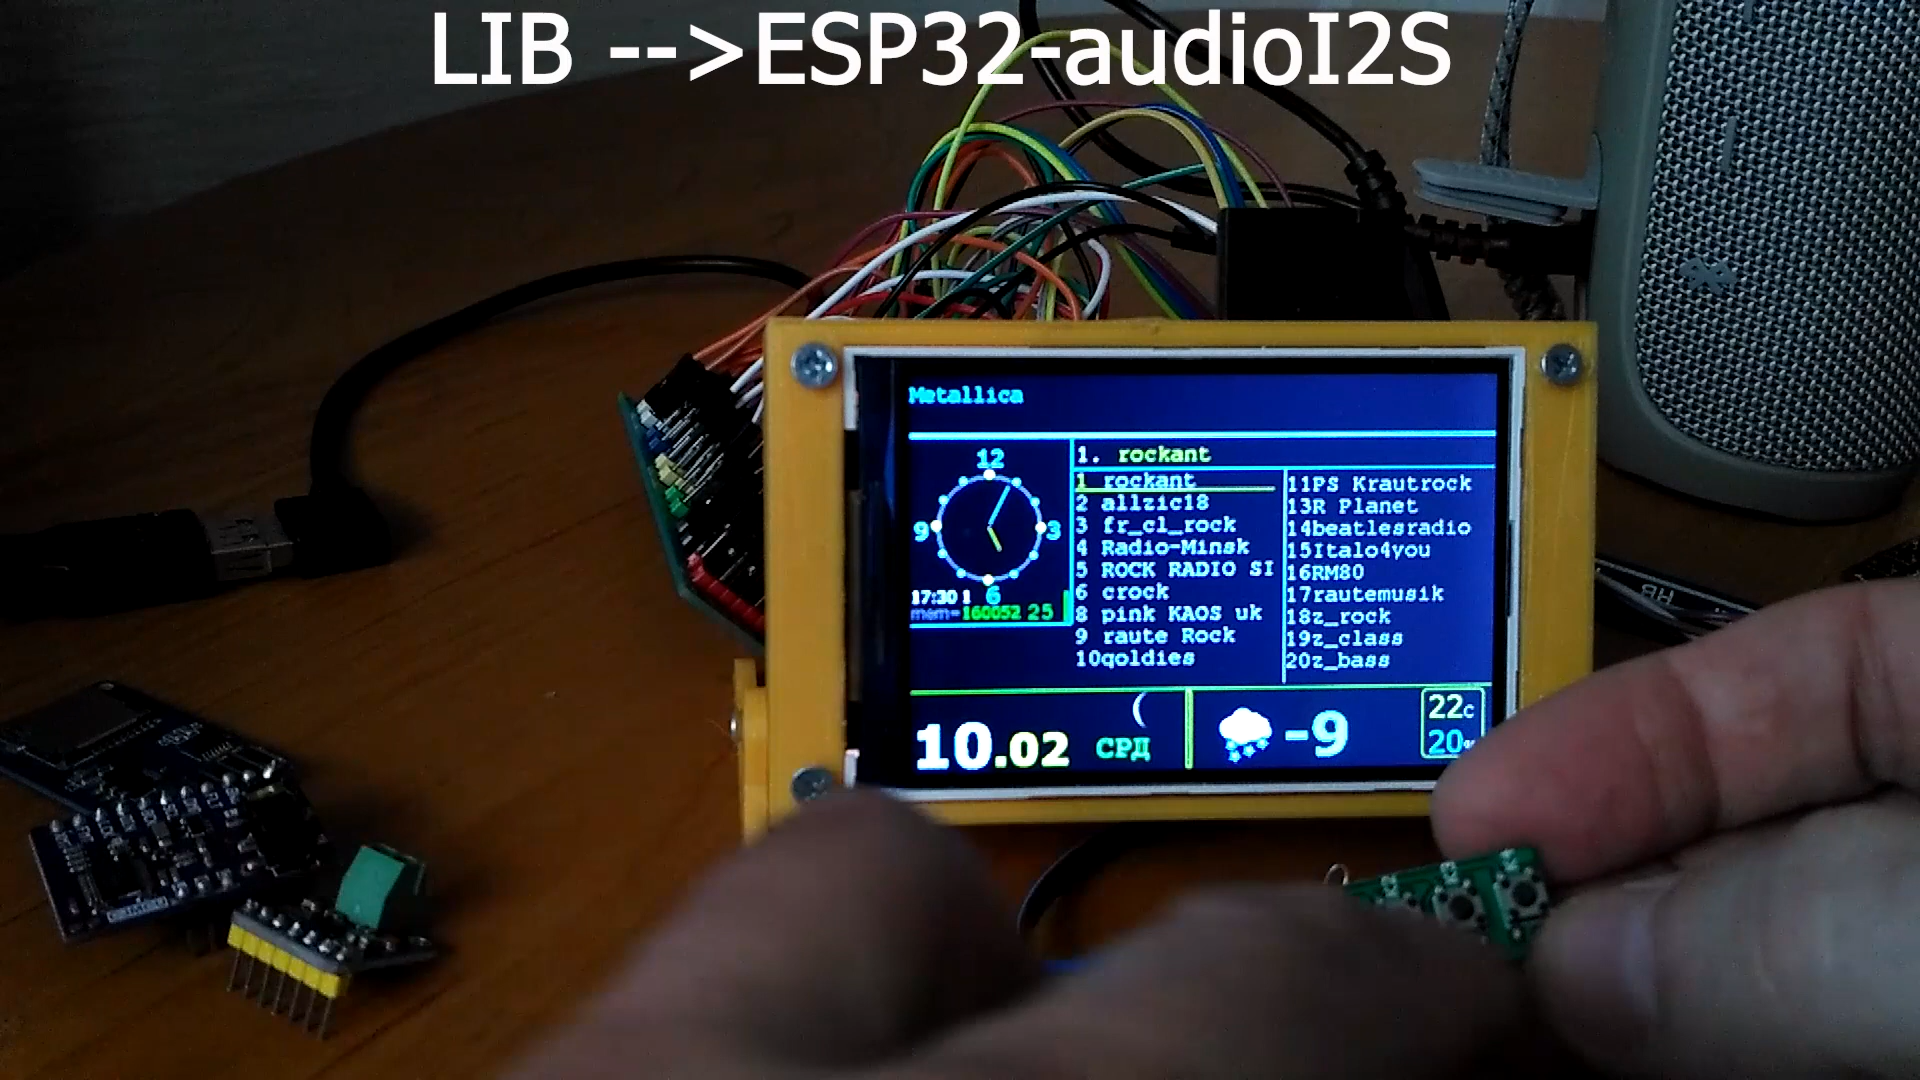 LIB -->ESP32-audioI2S
Metallica
12
9
3
6
17:30 1
mem=160052 25
1. rockant
1 rockant
2 allzic18
3 fr_cl_rock
4 Radio-Minsk
5 ROCK RADIO SI
6 crock
8 pink KAOS uk
9 raute Rock
10qoldies
11PS Krautrock
13R Planet
14beatlesradio
15Italo4you
16RM80
17rautemusik
18z_rock
19z_class
20z_bass
10.02 СРД
-9
22c
20